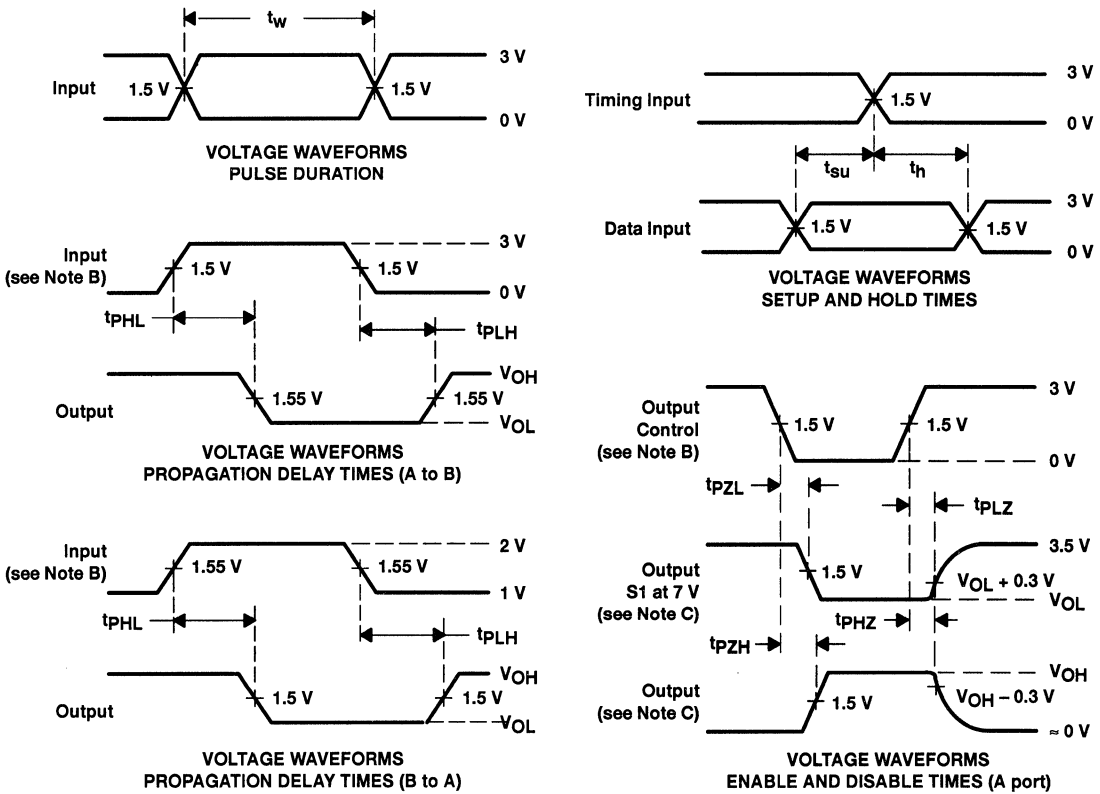 tw
3 V
Input
1.5 V
1.5 V
0 V
VOLTAGE WAVEFORMS
PULSE DURATION
3 V
Timing Input
1.5 V
0 V
tsu
th
3 V
Data Input
1.5 V
1.5 V
0 V
VOLTAGE WAVEFORMS
SETUP AND HOLD TIMES
3 V
Input
(see Note B)
1.5 V
1.5 V
0 V
tPHL
tPLH
VOH
Output
1.55 V
1.55 V
VOL
VOLTAGE WAVEFORMS
PROPAGATION DELAY TIMES (A to B)
2 V
Input
(see Note B)
1.55 V
1.55 V
1 V
tPHL
tPLH
VOH
Output
1.5 V
1.5 V
VOL
VOLTAGE WAVEFORMS
PROPAGATION DELAY TIMES (B to A)
3 V
Output
Control
(see Note B)
1.5 V
1.5 V
0 V
tPZL
tPLZ
3.5 V
Output
S1 at 7 V
(see Note C)
1.5 V
VOL + 0.3 V
VOL
tPHZ
tPZH
VOH
Output
(see Note C)
1.5 V
VOH – 0.3 V
≈ 0 V
VOLTAGE WAVEFORMS
ENABLE AND DISABLE TIMES (A port)